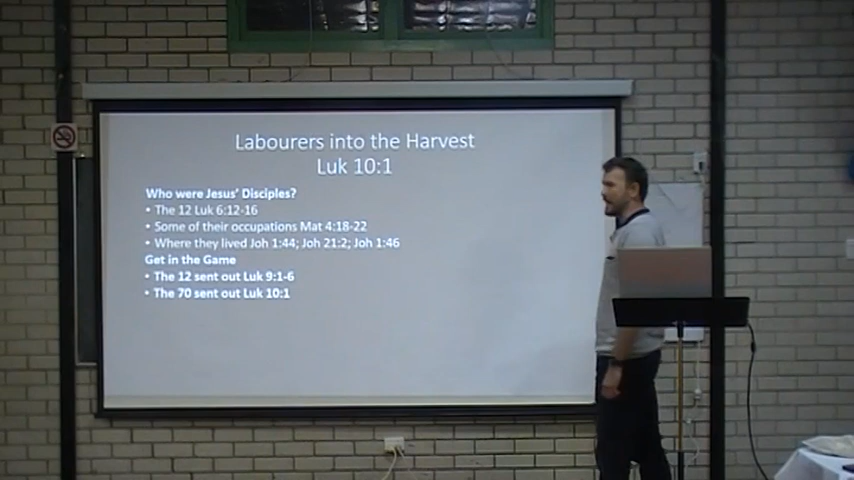 Labourers into the Harvest
Luk 10:1
Who were Jesus' Disciples?
• The 12 Luk 6:12-16
• Some of their occupations Mat 4:18-22
• Where they lived Joh 1:44; Joh 21:2; Joh 1:46
Get in the Game
• The 12 sent out Luk 9:1-6
• The 70 sent out Luk 10:1